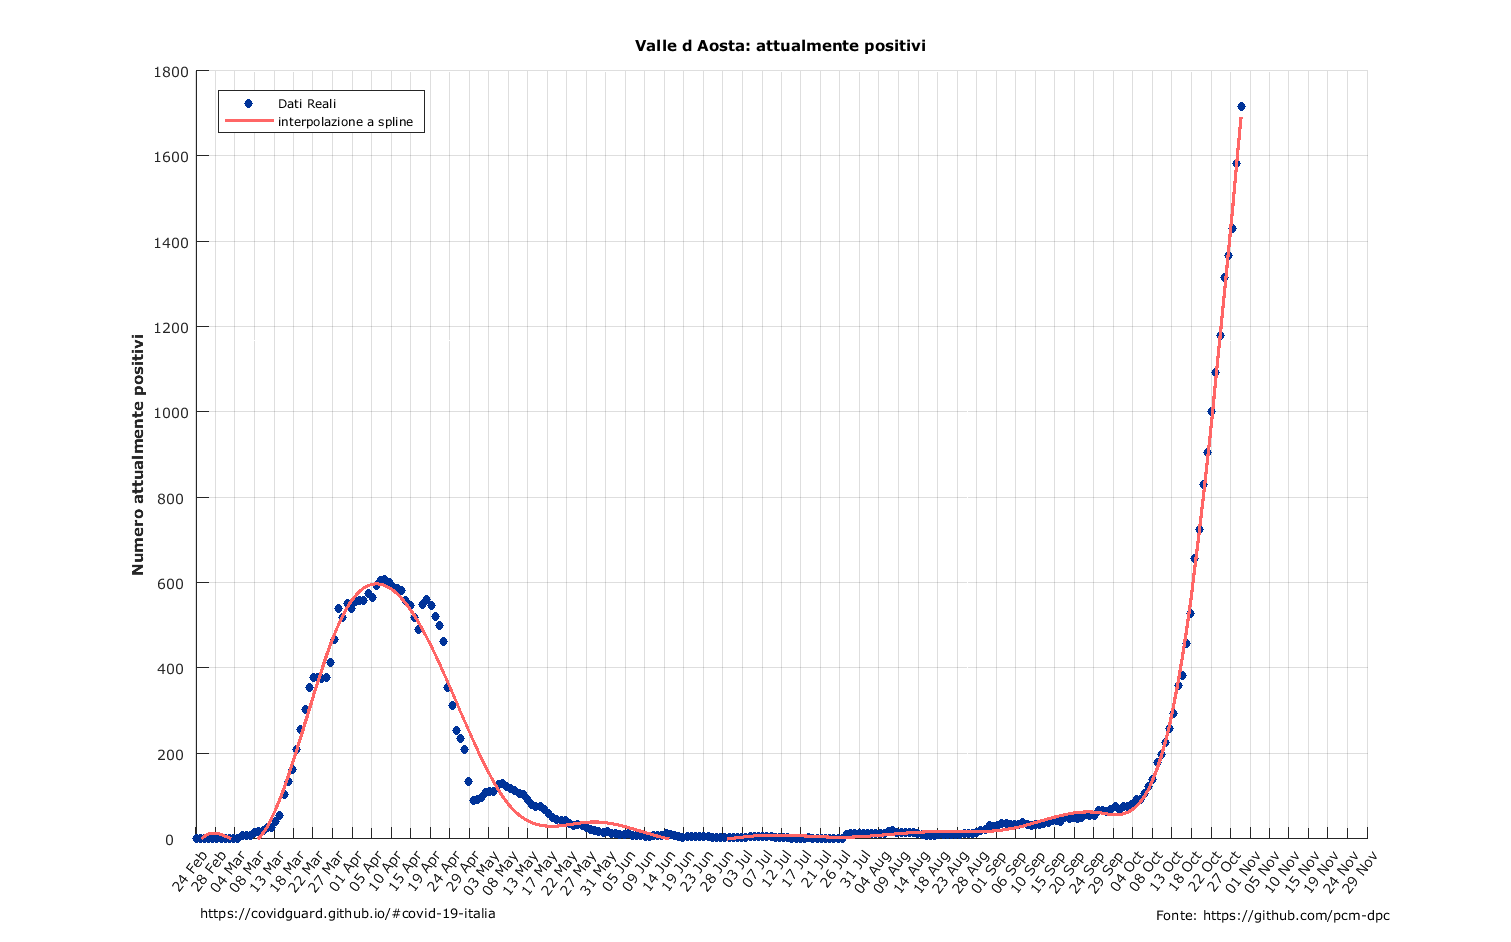 Valle d Aosta: attualmente positivi
Dati Reali
interpolazione a spline
Numero attualmente positivi
1800
1600
1400
1200
1000
800
600
400
200
0
24 Feb
28 Feb
04 Mar
08 Mar
13 Mar
18 Mar
22 Mar
27 Mar
01 Apr
05 Apr
10 Apr
15 Apr
19 Apr
24 Apr
29 Apr
03 May
08 May
13 May
17 May
22 May
27 May
31 May
05 Jun
09 Jun
14 Jun
19 Jun
23 Jun
28 Jun
03 Jul
07 Jul
12 Jul
17 Jul
21 Jul
26 Jul
31 Jul
04 Aug
09 Aug
14 Aug
18 Aug
23 Aug
28 Aug
01 Sep
06 Sep
10 Sep
15 Sep
20 Sep
24 Sep
29 Sep
04 Oct
08 Oct
13 Oct
18 Oct
22 Oct
27 Oct
01 Nov
05 Nov
10 Nov
15 Nov
19 Nov
24 Nov
29 Nov
https://covidguard.github.io/#covid-19-italia
Fonte: https://github.com/pcm-dpc